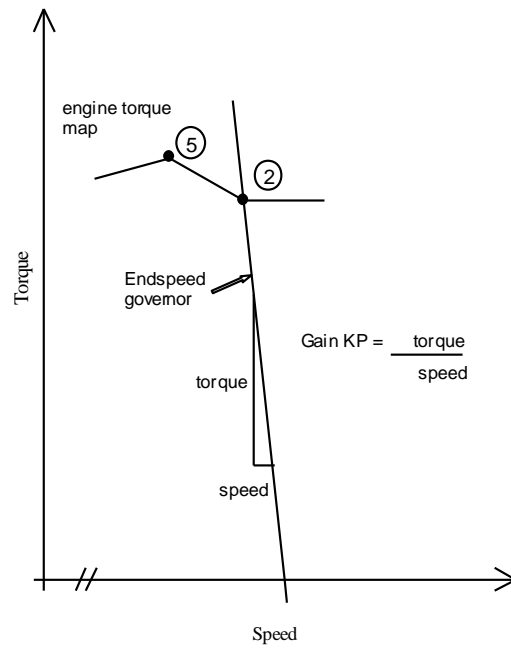 engine torque
map
5
2
Torque
Endspeed
governor
Gain KP = torque
speed
torque
speed
Speed